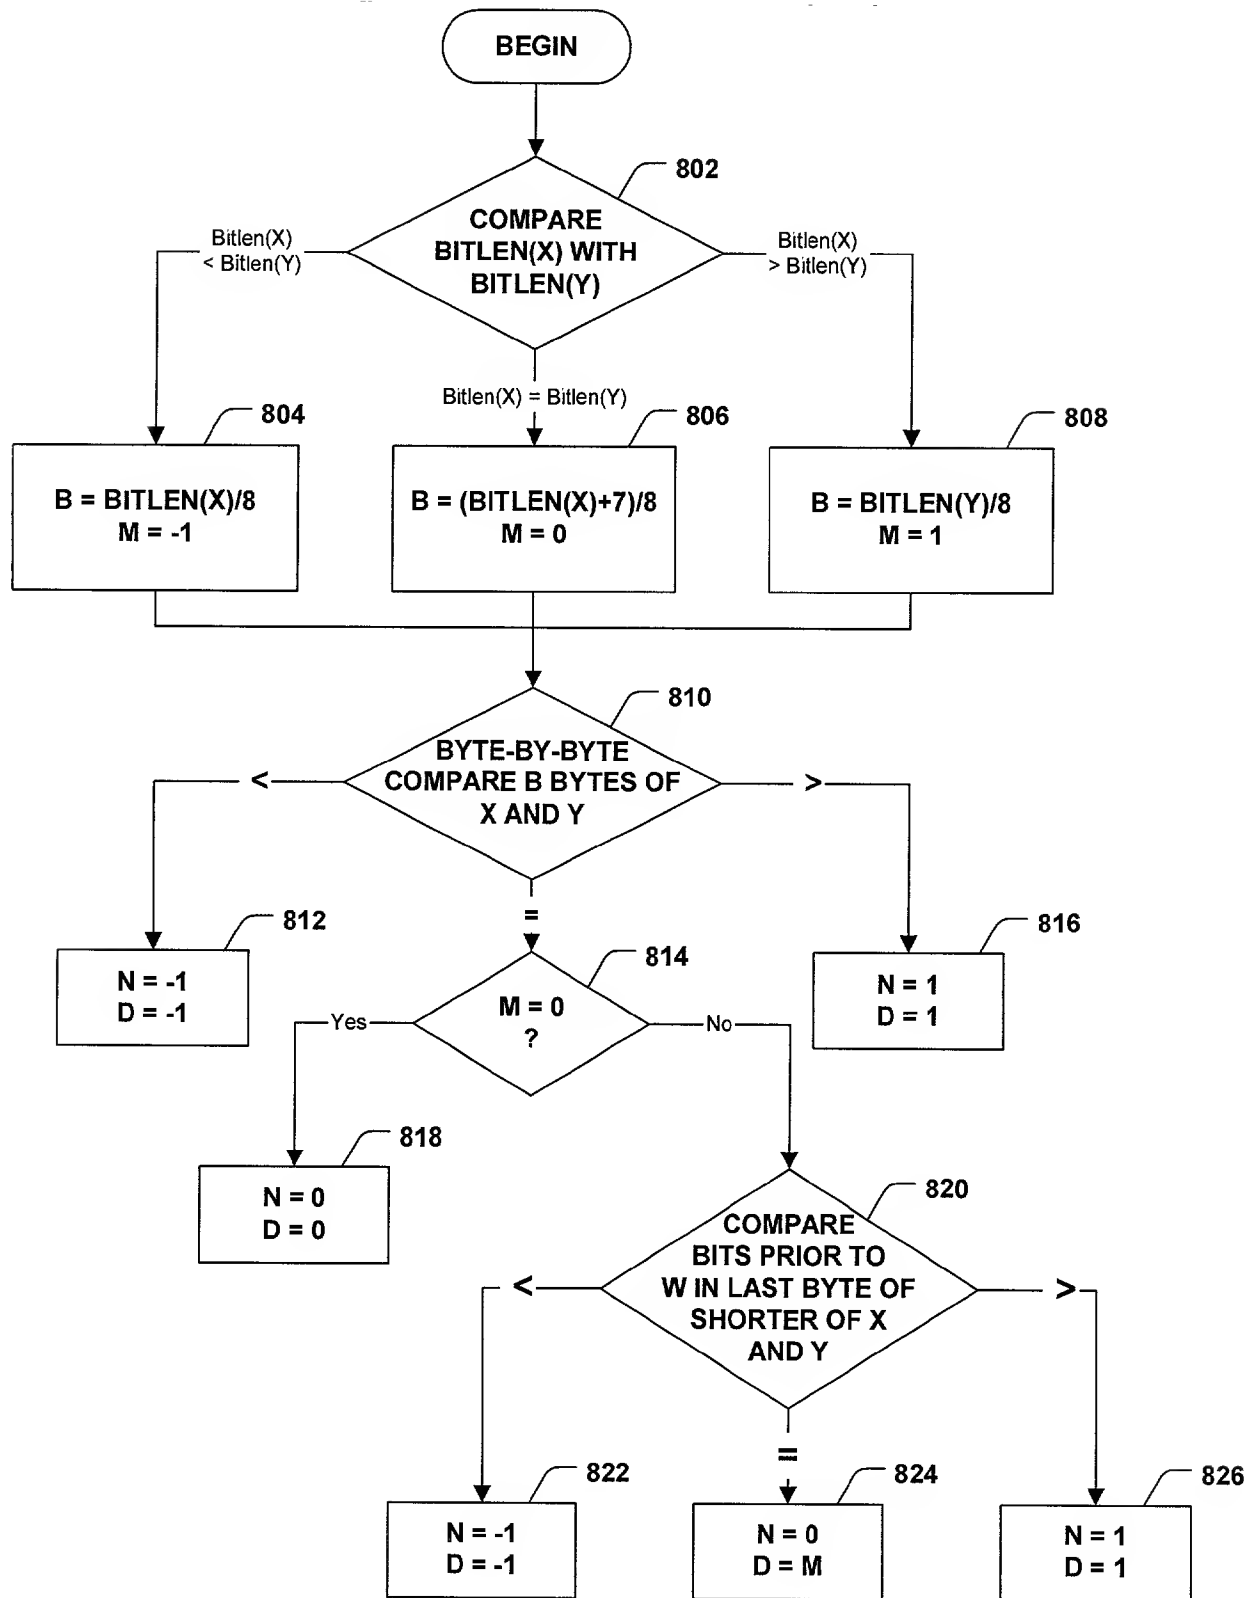 BEGIN
802
COMPARE
BITLEN(X) WITH
BITLEN(Y)
Bitlen(X)
< Bitlen(Y)
Bitlen(X)
> Bitlen(Y)
Bitlen(X) = Bitlen(Y)
804
B = BITLEN(X)/8
M = -1
806
B = (BITLEN(X)+7)/8
M = 0
808
B = BITLEN(Y)/8
M = 1
810
BYTE-BY-BYTE
COMPARE B BYTES OF
X AND Y
<
>
=
812
N = -1
D = -1
814
M = 0
?
816
N = 1
D = 1
Yes
No
818
N = 0
D = 0
820
COMPARE
BITS PRIOR TO
W IN LAST BYTE OF
SHORTER OF X
AND Y
<
>
=
822
N = -1
D = -1
824
N = 0
D = M
826
N = 1
D = 1